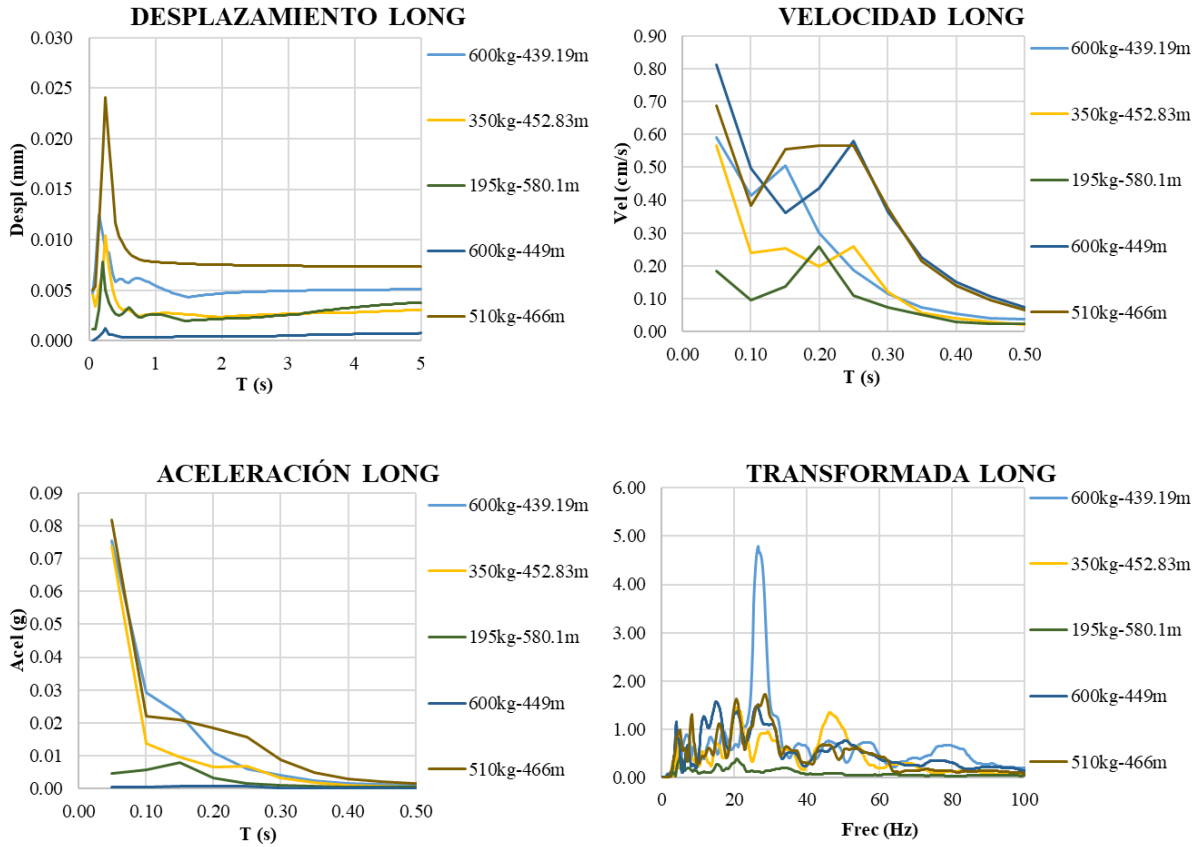 DESPLAZAMIENTO LONG
0.030
0.025
0.020
0.015
0.010
0.005
0.000
Despl (mm)
0
1
2
3
4
5
T (s)
600kg-439.19m
350kg-452.83m
195kg-580.1m
600kg-449m
510kg-466m
VELOCIDAD LONG
0.90
0.80
0.70
0.60
0.50
0.40
0.30
0.20
0.10
0.00
Vel (cm/s)
0.00
0.10
0.20
0.30
0.40
0.50
T (s)
600kg-439.19m
350kg-452.83m
195kg-580.1m
600kg-449m
510kg-466m
ACELERACIÓN LONG
0.09
0.08
0.07
0.06
0.05
0.04
0.03
0.02
0.01
0.00
Acel (g)
0.00
0.10
0.20
0.30
0.40
0.50
T (s)
600kg-439.19m
350kg-452.83m
195kg-580.1m
600kg-449m
510kg-466m
TRANSFORMADA LONG
6.00
5.00
4.00
3.00
2.00
1.00
0.00
0
20
40
60
80
100
Frec (Hz)
600kg-439.19m
350kg-452.83m
195kg-580.1m
600kg-449m
510kg-466m